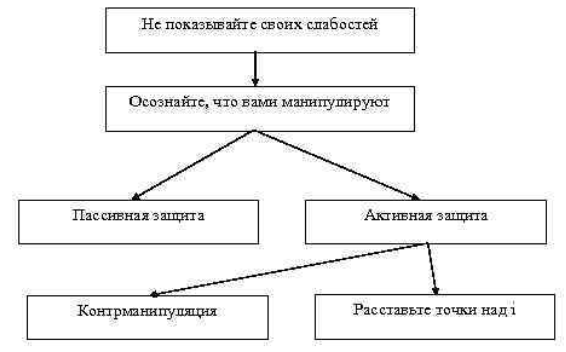 Не показывайте своих слабостей
Осознайте, что вами манипулируют
Пассивная защита
Активная защита
Контрманипуляция
Расставьте точки над i